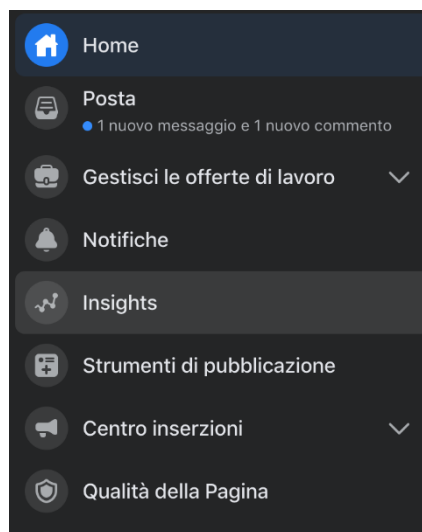 Home
Posta
1 nuovo messaggio e 1 nuovo commento
Gestisci le offerte di lavoro
Notifiche
Insights
Strumenti di pubblicazione
Centro inserzioni
Qualità della Pagina